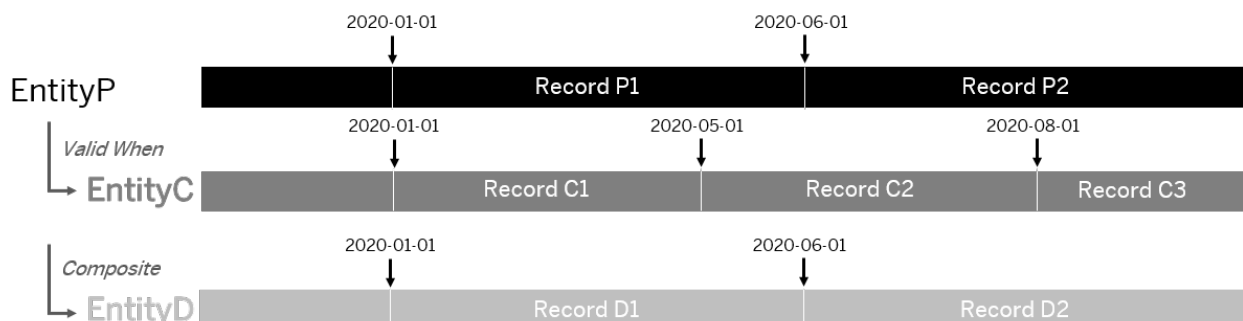 2020-01-01 2020-06-01
EntityP Record P1 Record P2
2020-01-01 2020-05-01 2020-08-01
Valid When
EntityC Record C1 Record C2 Record C3
2020-01-01 2020-06-01
Composite
EntityD Record D1 Record D2